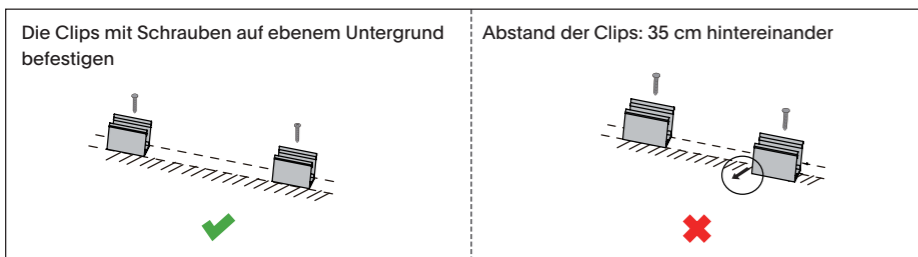 Die Clips mit Schrauben auf ebenem Untergrund
befestigen
Abstand der Clips: 35 cm hintereinander